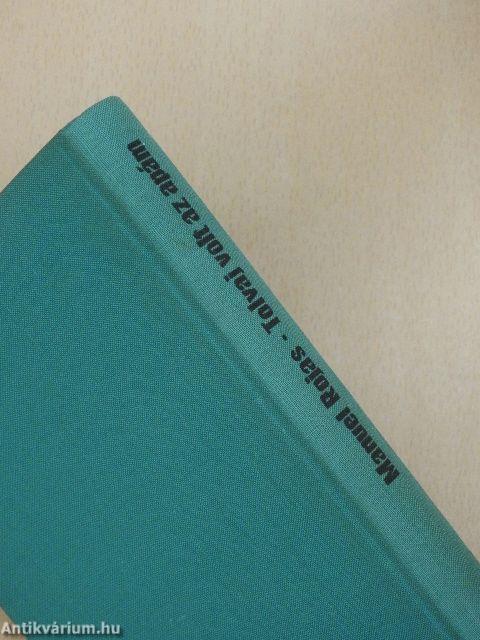 Manuel Rojas - Tolvaj volt az apám
Antikvárium.hu